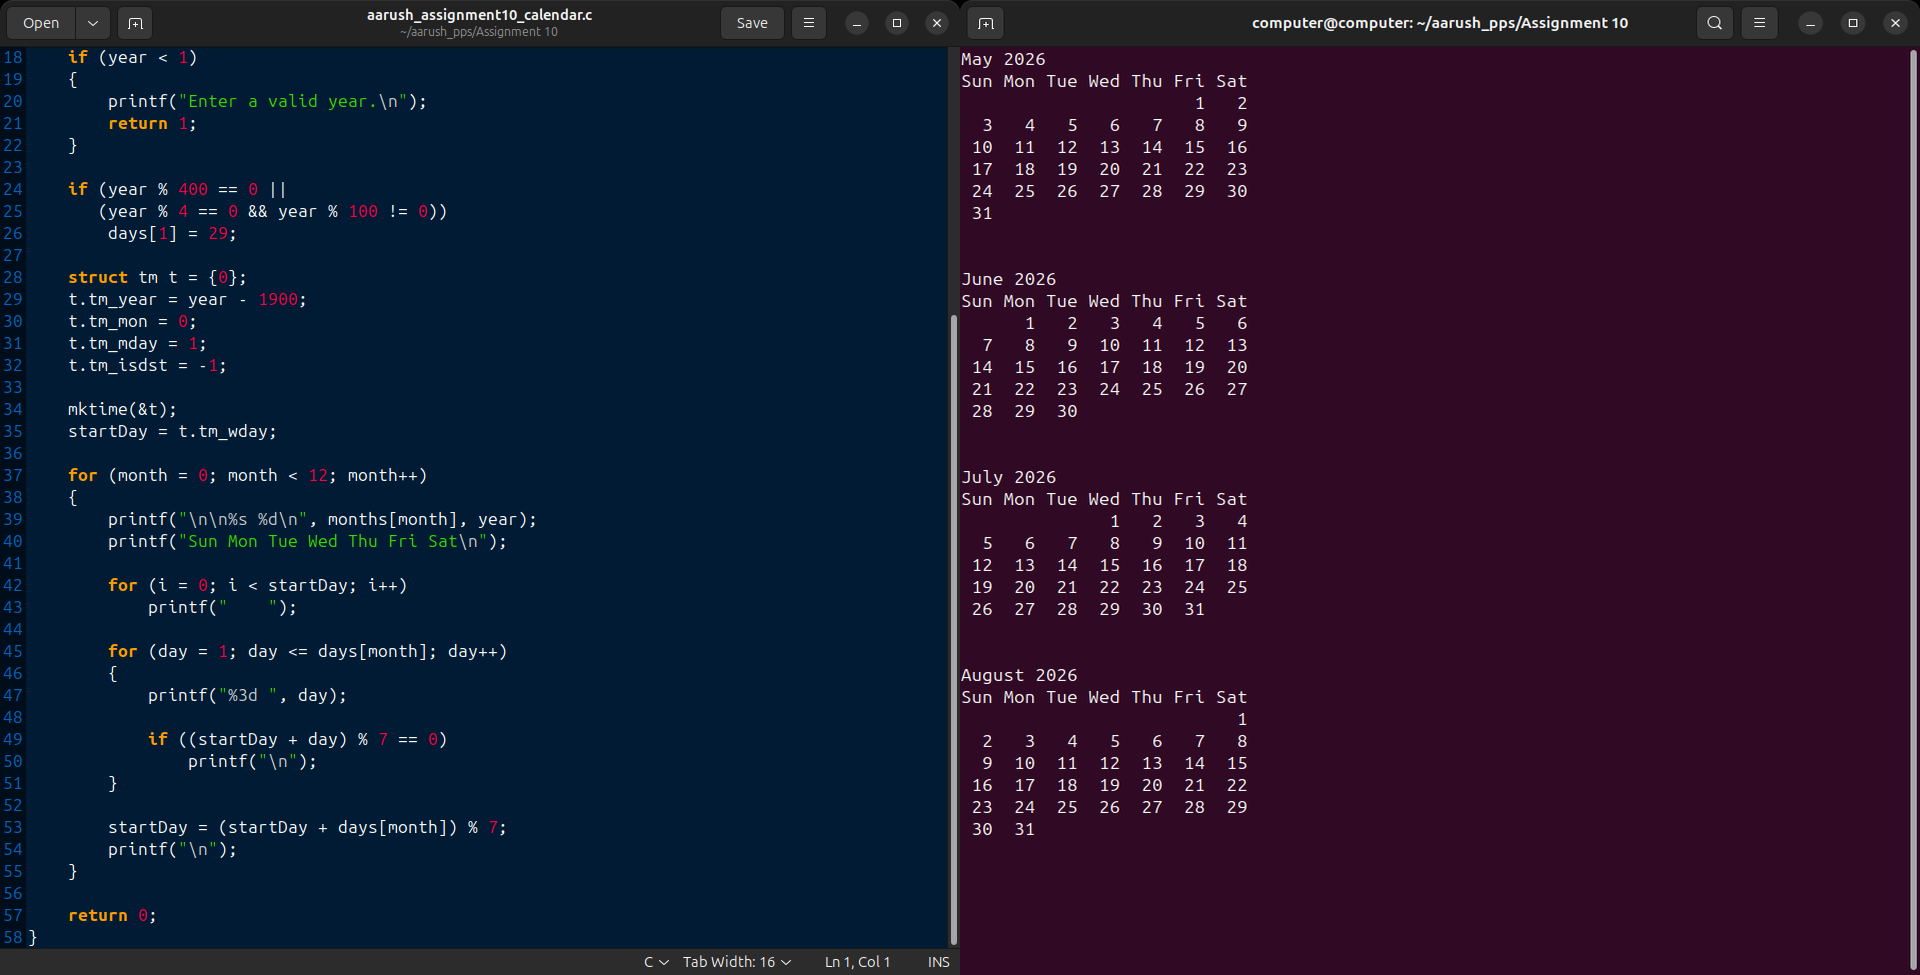 Open
aarush_assignment10_calendar.c
~/aarush_pps/Assignment 10
Save
18    if (year < 1)
19    {
20        printf("Enter a valid year.\n");
21        return 1;
22    }
23
24    if (year % 400 == 0 ||
25       (year % 4 == 0 && year % 100 != 0))
26        days[1] = 29;
27
28    struct tm t = {0};
29    t.tm_year = year - 1900;
30    t.tm_mon = 0;
31    t.tm_mday = 1;
32    t.tm_isdst = -1;
33
34    mktime(&t);
35    startDay = t.tm_wday;
36
37    for (month = 0; month < 12; month++)
38    {
39        printf("\n\n%s %d\n", months[month], year);
40        printf("Sun Mon Tue Wed Thu Fri Sat\n");
41
42        for (i = 0; i < startDay; i++)
43            printf("    ");
44
45        for (day = 1; day <= days[month]; day++)
46        {
47            printf("%3d ", day);
48
49            if ((startDay + day) % 7 == 0)
50                printf("\n");
51        }
52
53        startDay = (startDay + days[month]) % 7;
54        printf("\n");
55    }
56
57    return 0;
58 }
C
Tab Width: 16
Ln 1, Col 1
INS
computer@computer: ~/aarush_pps/Assignment 10
May 2026
Sun Mon Tue Wed Thu Fri Sat
                      1   2
  3   4   5   6   7   8   9
 10  11  12  13  14  15  16
 17  18  19  20  21  22  23
 24  25  26  27  28  29  30
 31
June 2026
Sun Mon Tue Wed Thu Fri Sat
      1   2   3   4   5   6
  7   8   9  10  11  12  13
 14  15  16  17  18  19  20
 21  22  23  24  25  26  27
 28  29  30
July 2026
Sun Mon Tue Wed Thu Fri Sat
              1   2   3   4
  5   6   7   8   9  10  11
 12  13  14  15  16  17  18
 19  20  21  22  23  24  25
 26  27  28  29  30  31
August 2026
Sun Mon Tue Wed Thu Fri Sat
                          1
  2   3   4   5   6   7   8
  9  10  11  12  13  14  15
 16  17  18  19  20  21  22
 23  24  25  26  27  28  29
 30  31